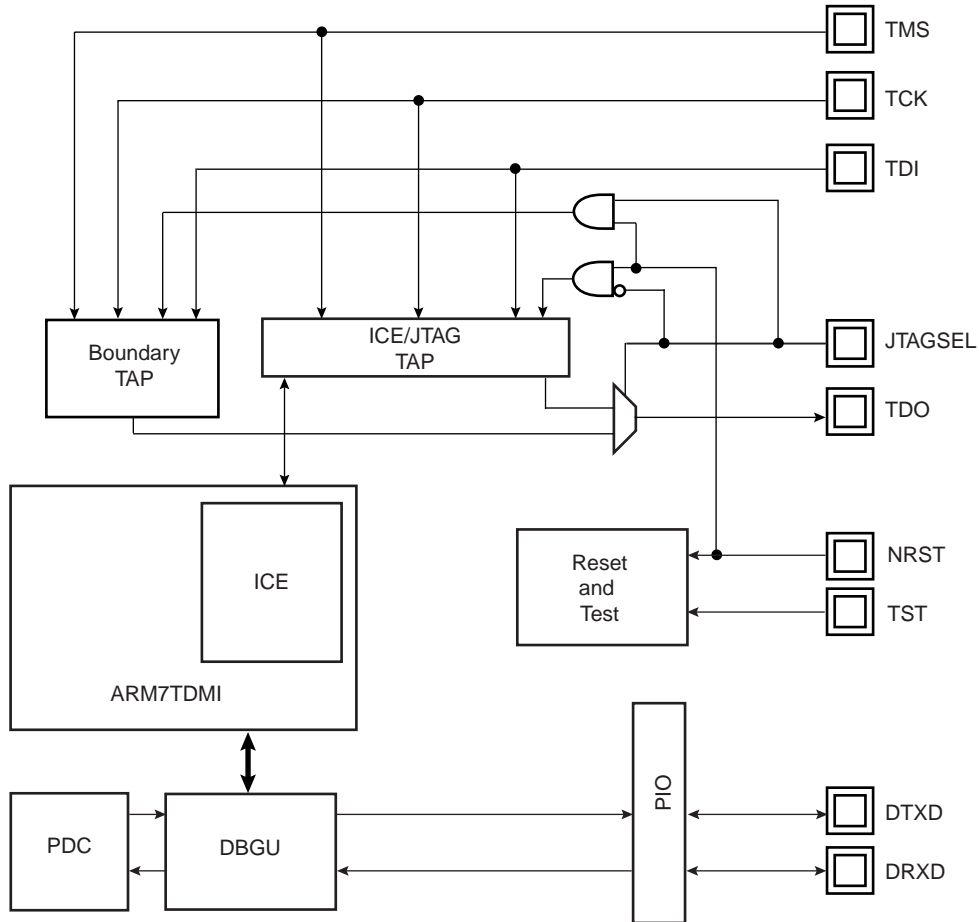 TMS
TCK
TDI
Boundary
TAP
ICE/JTAG
TAP
JTAGSEL
TDO
ICE
ARM7TDMI
Reset
and
Test
NRST
TST
PDC
DBGU
PIO
DTXD
DRXD